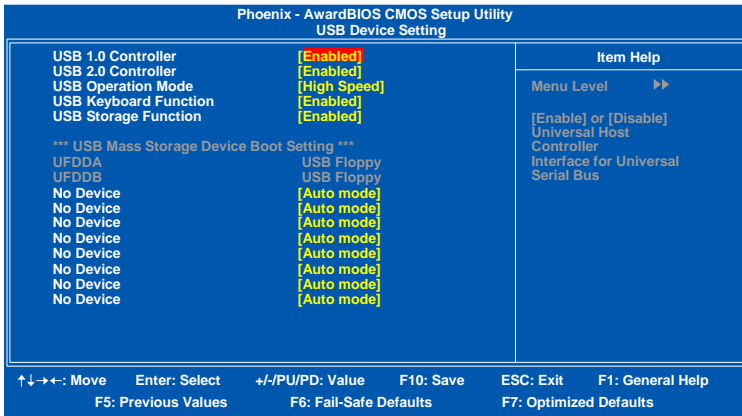 Phoenix - AwardBIOS CMOS Setup Utility
USB Device Setting
USB 1.0 Controller [Enabled]
USB 2.0 Controller [Enabled]
USB Operation Mode [High Speed]
USB Keyboard Function [Enabled]
USB Storage Function [Enabled]
*** USB Mass Storage Device Boot Setting ***
UFDDA USB Floppy
UFDDB USB Floppy
No Device [Auto mode]
No Device [Auto mode]
No Device [Auto mode]
No Device [Auto mode]
No Device [Auto mode]
No Device [Auto mode]
No Device [Auto mode]
No Device [Auto mode]
Item Help
Menu Level ▶▶
[Enable] or [Disable]
Universal Host
Controller
Interface for Universal
Serial Bus
↑↓→←: Move Enter: Select +/-/PU/PD: Value F10: Save ESC: Exit F1: General Help
F5: Previous Values F6: Fail-Safe Defaults F7: Optimized Defaults